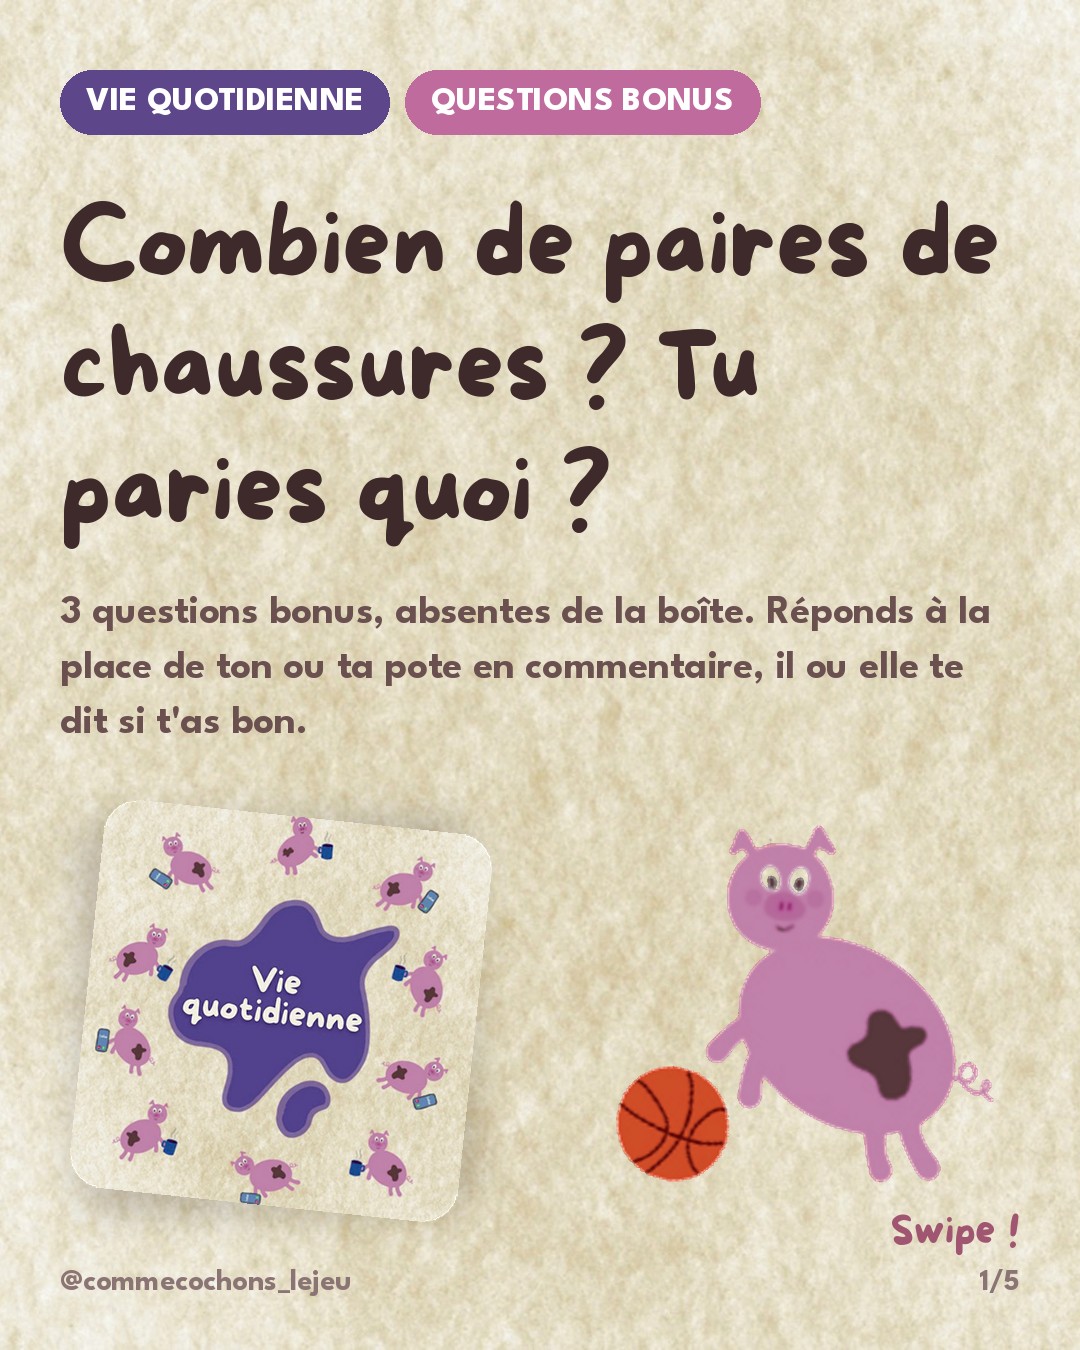 VIE QUOTIDIENNE QUESTIONS BONUS
Combien de paires de
chaussures ? Tu
paries quoi ?
3 questions bonus, absentes de la boîte. Réponds à la
place de ton ou ta pote en commentaire, il ou elle te
dit si t'as bon.
Vie
quotidienne
Swipe !
@commecochons_lejeu 1/5